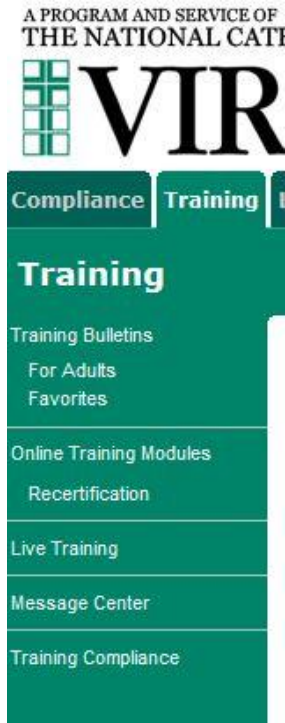 A PROGRAM AND SERVICE OF
THE NATIONAL
VIR
Compliance Training
Training
Training Bulletins
For Adults
Favorites
Online Training Modules
Recertification
Live Training
Message Center
Training Compliance